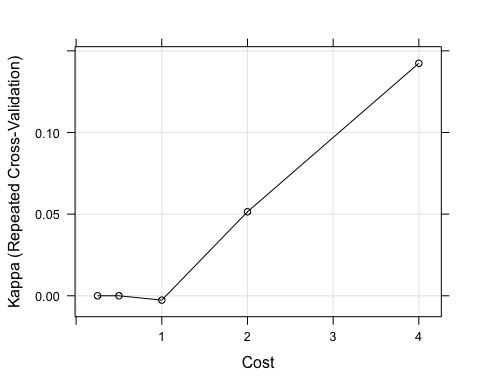 Kappa (Repeated Cross-Validation)
0.10
0.05
0.00
1 2 3 4
Cost